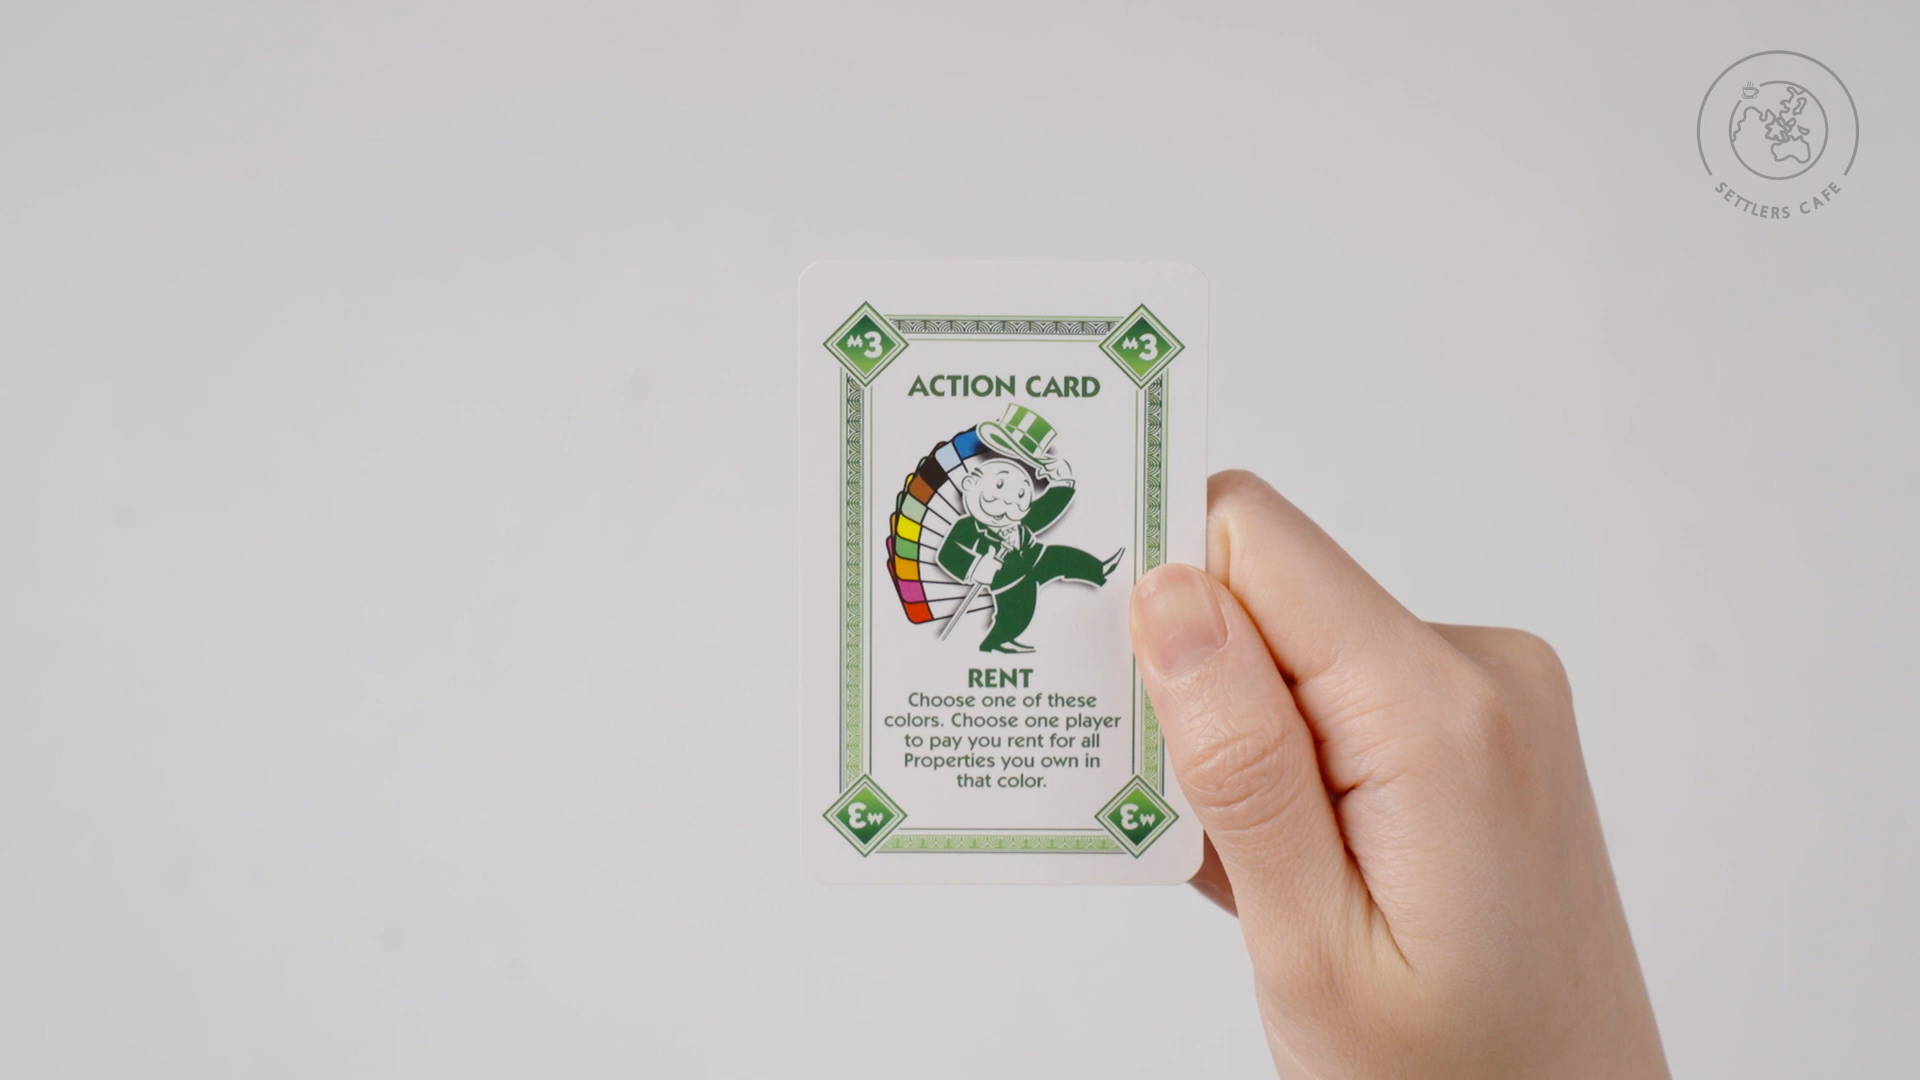 SETTLERS CAFE
M3 M3
ACTION CARD
RENT
Choose one of these
colors. Choose one player
to pay you rent for all
Properties you own in
that color.
M3 M3